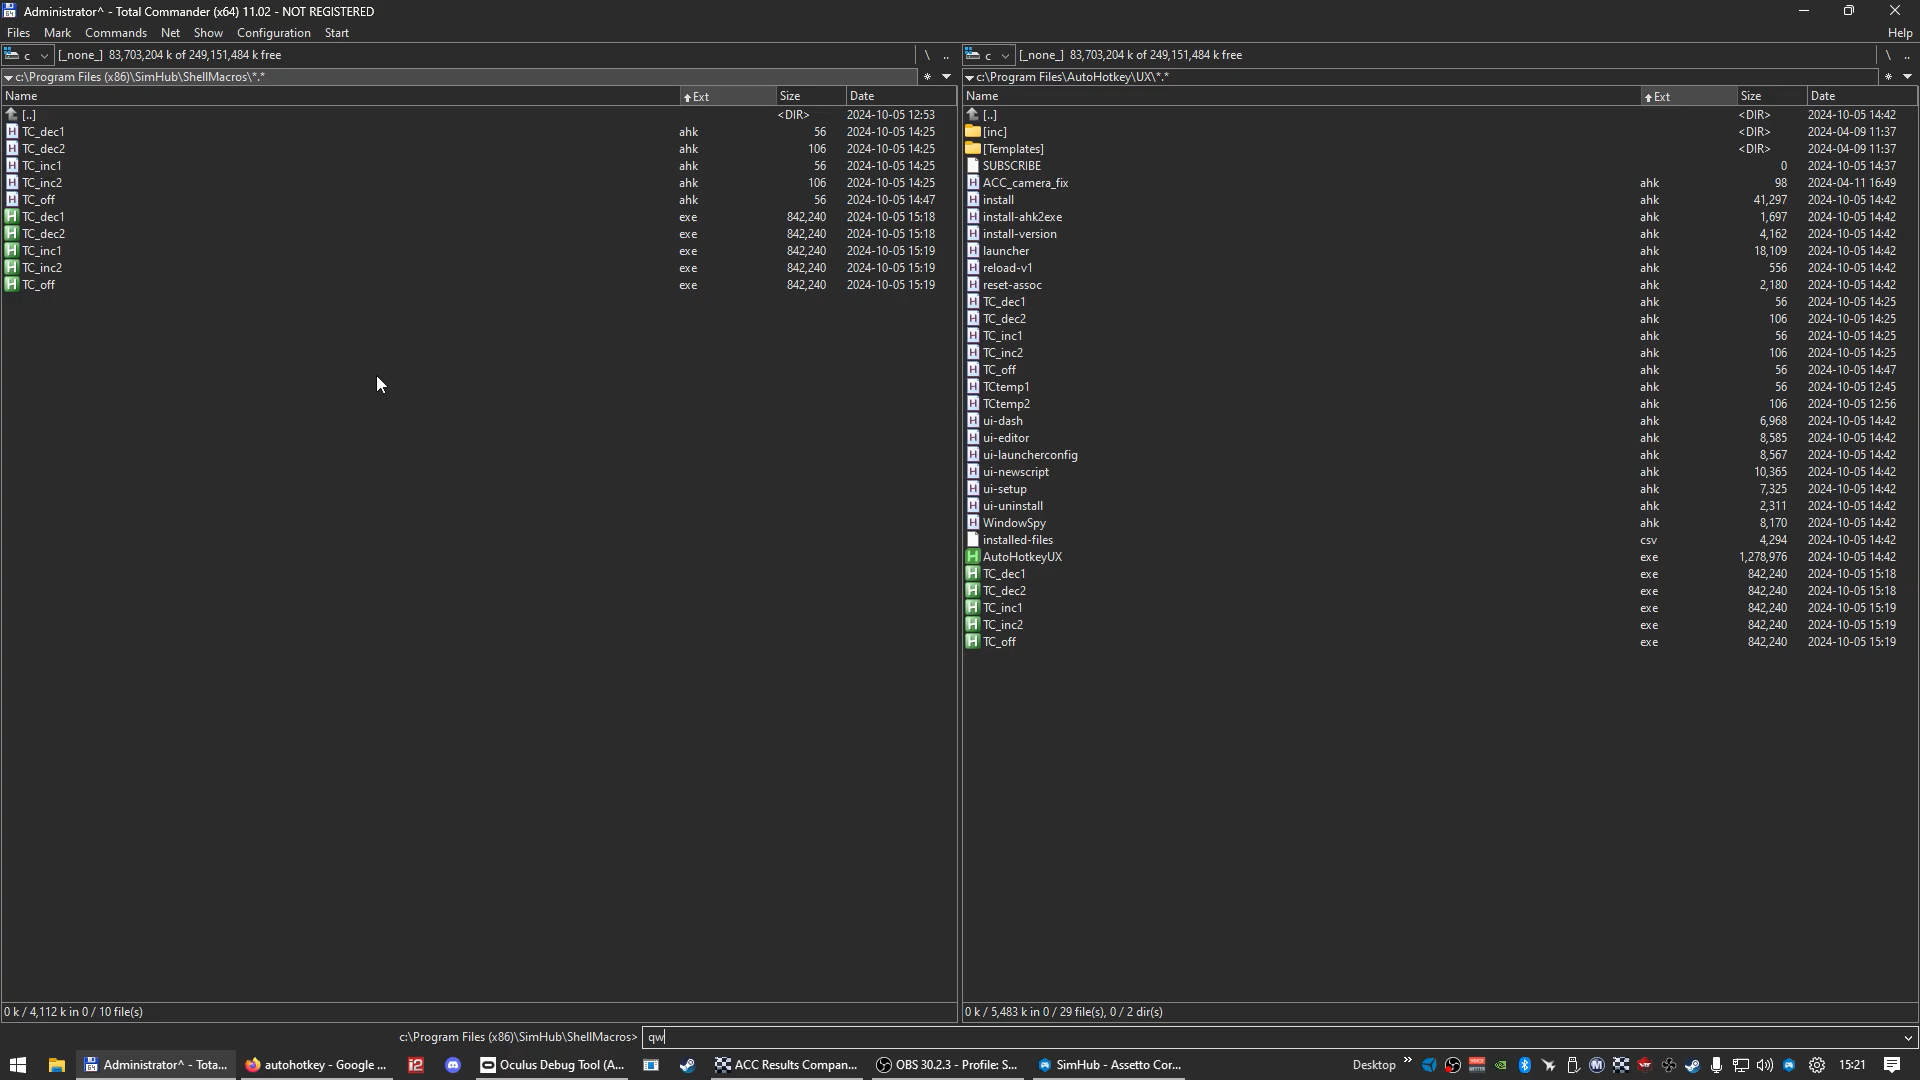 Administrator^ - Total Commander (x64) 11.02 - NOT REGISTERED
Files Mark Commands Net Show Configuration Start Help
c [_none_] 83,703,204 k of 249,151,484 k free \ ..
c:\Program Files (x86)\SimHub\ShellMacros\*.* *
Name Ext Size Date
[..] <DIR> 2024-10-05 12:53
TC_dec1 ahk 56 2024-10-05 14:25
TC_dec2 ahk 106 2024-10-05 14:25
TC_inc1 ahk 56 2024-10-05 14:25
TC_inc2 ahk 106 2024-10-05 14:25
TC_off ahk 56 2024-10-05 14:47
TC_dec1 exe 842,240 2024-10-05 15:18
TC_dec2 exe 842,240 2024-10-05 15:18
TC_inc1 exe 842,240 2024-10-05 15:19
TC_inc2 exe 842,240 2024-10-05 15:19
TC_off exe 842,240 2024-10-05 15:19
0 k / 4,112 k in 0 / 10 file(s)
c [_none_] 83,703,204 k of 249,151,484 k free \ ..
c:\Program Files\AutoHotkey\UX\*.* *
Name Ext Size Date
[..] <DIR> 2024-10-05 14:42
[inc] <DIR> 2024-04-09 11:37
[Templates] <DIR> 2024-04-09 11:37
SUBSCRIBE 0 2024-10-05 14:37
ACC_camera_fix ahk 98 2024-04-11 16:49
install ahk 41,297 2024-10-05 14:42
install-ahk2exe ahk 1,697 2024-10-05 14:42
install-version ahk 4,162 2024-10-05 14:42
launcher ahk 18,109 2024-10-05 14:42
reload-v1 ahk 556 2024-10-05 14:42
reset-assoc ahk 2,180 2024-10-05 14:42
TC_dec1 ahk 56 2024-10-05 14:25
TC_dec2 ahk 106 2024-10-05 14:25
TC_inc1 ahk 56 2024-10-05 14:25
TC_inc2 ahk 106 2024-10-05 14:25
TC_off ahk 56 2024-10-05 14:47
TCtemp1 ahk 56 2024-10-05 12:45
TCtemp2 ahk 106 2024-10-05 12:56
ui-dash ahk 6,968 2024-10-05 14:42
ui-editor ahk 8,585 2024-10-05 14:42
ui-launcherconfig ahk 8,567 2024-10-05 14:42
ui-newscript ahk 10,365 2024-10-05 14:42
ui-setup ahk 7,325 2024-10-05 14:42
ui-uninstall ahk 2,311 2024-10-05 14:42
WindowSpy ahk 8,170 2024-10-05 14:42
installed-files csv 4,294 2024-10-05 14:42
AutoHotkeyUX exe 1,278,976 2024-10-05 14:42
TC_dec1 exe 842,240 2024-10-05 15:18
TC_dec2 exe 842,240 2024-10-05 15:18
TC_inc1 exe 842,240 2024-10-05 15:19
TC_inc2 exe 842,240 2024-10-05 15:19
TC_off exe 842,240 2024-10-05 15:19
0 k / 5,483 k in 0 / 29 file(s), 0 / 2 dir(s)
c:\Program Files (x86)\SimHub\ShellMacros> qw
Administrator^ - Tota... autohotkey - Google ... i2 Oculus Debug Tool (A... ACC Results Compan... OBS 30.2.3 - Profile: S... SimHub - Assetto Cor... Desktop » 15:21